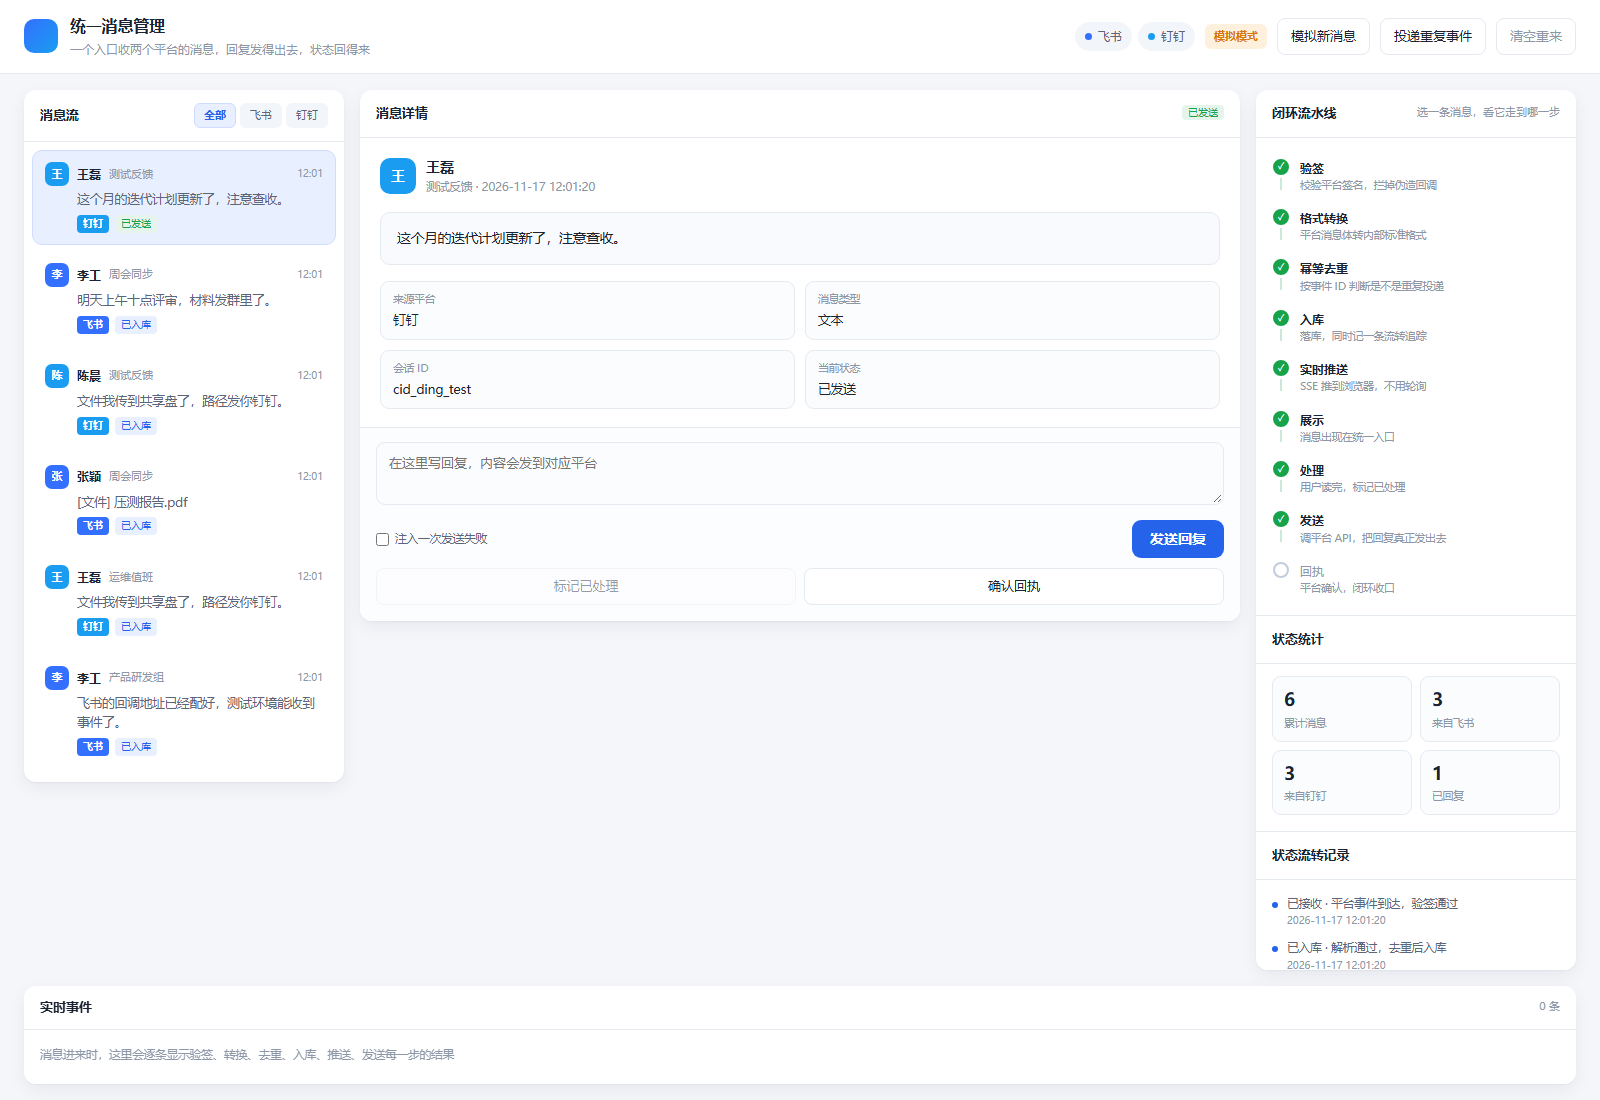 统一消息管理
一个入口收两个平台的消息，回复发得出去，状态回得来
飞书
钉钉
模拟模式
模拟新消息
投递重复事件
清空重来
消息流
全部
飞书
钉钉
王
王磊
测试反馈
12:01
这个月的迭代计划更新了，注意查收。
钉钉
已发送
李
李工
周会同步
12:01
明天上午十点评审，材料发群里了。
飞书
已入库
陈
陈晨
测试反馈
12:01
文件我传到共享盘了，路径发你钉钉。
钉钉
已入库
张
张颖
周会同步
12:01
[文件] 压测报告.pdf
飞书
已入库
王
王磊
运维值班
12:01
文件我传到共享盘了，路径发你钉钉。
钉钉
已入库
李
李工
产品研发组
12:01
飞书的回调地址已经配好，测试环境能收到
事件了。
飞书
已入库
消息详情
已发送
王
王磊
测试反馈 · 2026-11-17 12:01:20
这个月的迭代计划更新了，注意查收。
来源平台
钉钉
消息类型
文本
会话 ID
cid_ding_test
当前状态
已发送
在这里写回复，内容会发到对应平台
注入一次发送失败
发送回复
标记已处理
确认回执
闭环流水线
选一条消息，看它走到哪一步
验签
校验平台签名，拦掉伪造回调
格式转换
平台消息体转内部标准格式
幂等去重
按事件 ID 判断是不是重复投递
入库
落库，同时记一条流转追踪
实时推送
SSE 推到浏览器，不用轮询
展示
消息出现在统一入口
处理
用户读完，标记已处理
发送
调平台 API，把回复真正发出去
回执
平台确认，闭环收口
状态统计
6
累计消息
3
来自飞书
3
来自钉钉
1
已回复
状态流转记录
已接收 · 平台事件到达，验签通过
2026-11-17 12:01:20
已入库 · 解析通过，去重后入库
2026-11-17 12:01:20
实时事件
0 条
消息进来时，这里会逐条显示验签、转换、去重、入库、推送、发送每一步的结果